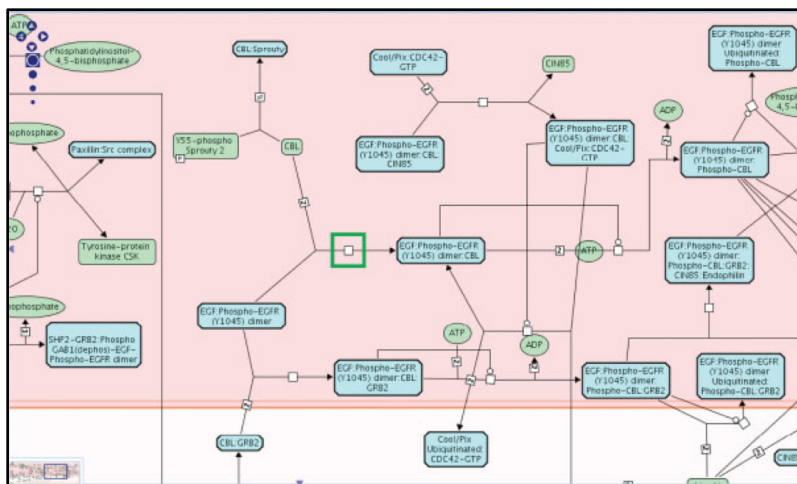 ATP
Phosphatidylinositol-
4,5-bisphosphate
CBL:Sprouty
Cool/Pix:CDC42-
GTP
CIN85
EGF:Phospho-EGFR
(Y1045) dimer
Ubiquitinated:
Phospho-CBL
ADP
Y55-phospho
Sprouty 2
P
CBL
EGF:Phospho-EGFR
(Y1045) dimer:CBL:
CIN85
EGF:Phospho-EGFR
(Y1045) dimer:CBL:
Cool/Pix:CDC42-
GTP
EGF:Phospho-EGFR
(Y1045) dimer:
Phospho-CBL
Paxillin:Src complex
Tyrosine-protein
kinase CSK
EGF:Phospho-EGFR
(Y1045) dimer:CBL
2
ATP
EGF:Phospho-EGFR
(Y1045) dimer:
Phospho-CBL:GRB2:
CIN85:Endophilin
EGF:Phospho-EGFR
(Y1045) dimer
SHP2-GRB2:Phospho
GAB1(dephos)-EGF-
Phospho-EGFR dimer
ATP
ADP
EGF:Phospho-EGFR
(Y1045) dimer:CBL:
GRB2
EGF:Phospho-EGFR
(Y1045) dimer:
Phospho-CBL:GRB2
EGF:Phospho-EGFR
(Y1045) dimer
Ubiquitinated:
Phospho-CBL:GRB2
CBL:GRB2
Cool/Pix
Ubiquitinated:
CDC42-GTP